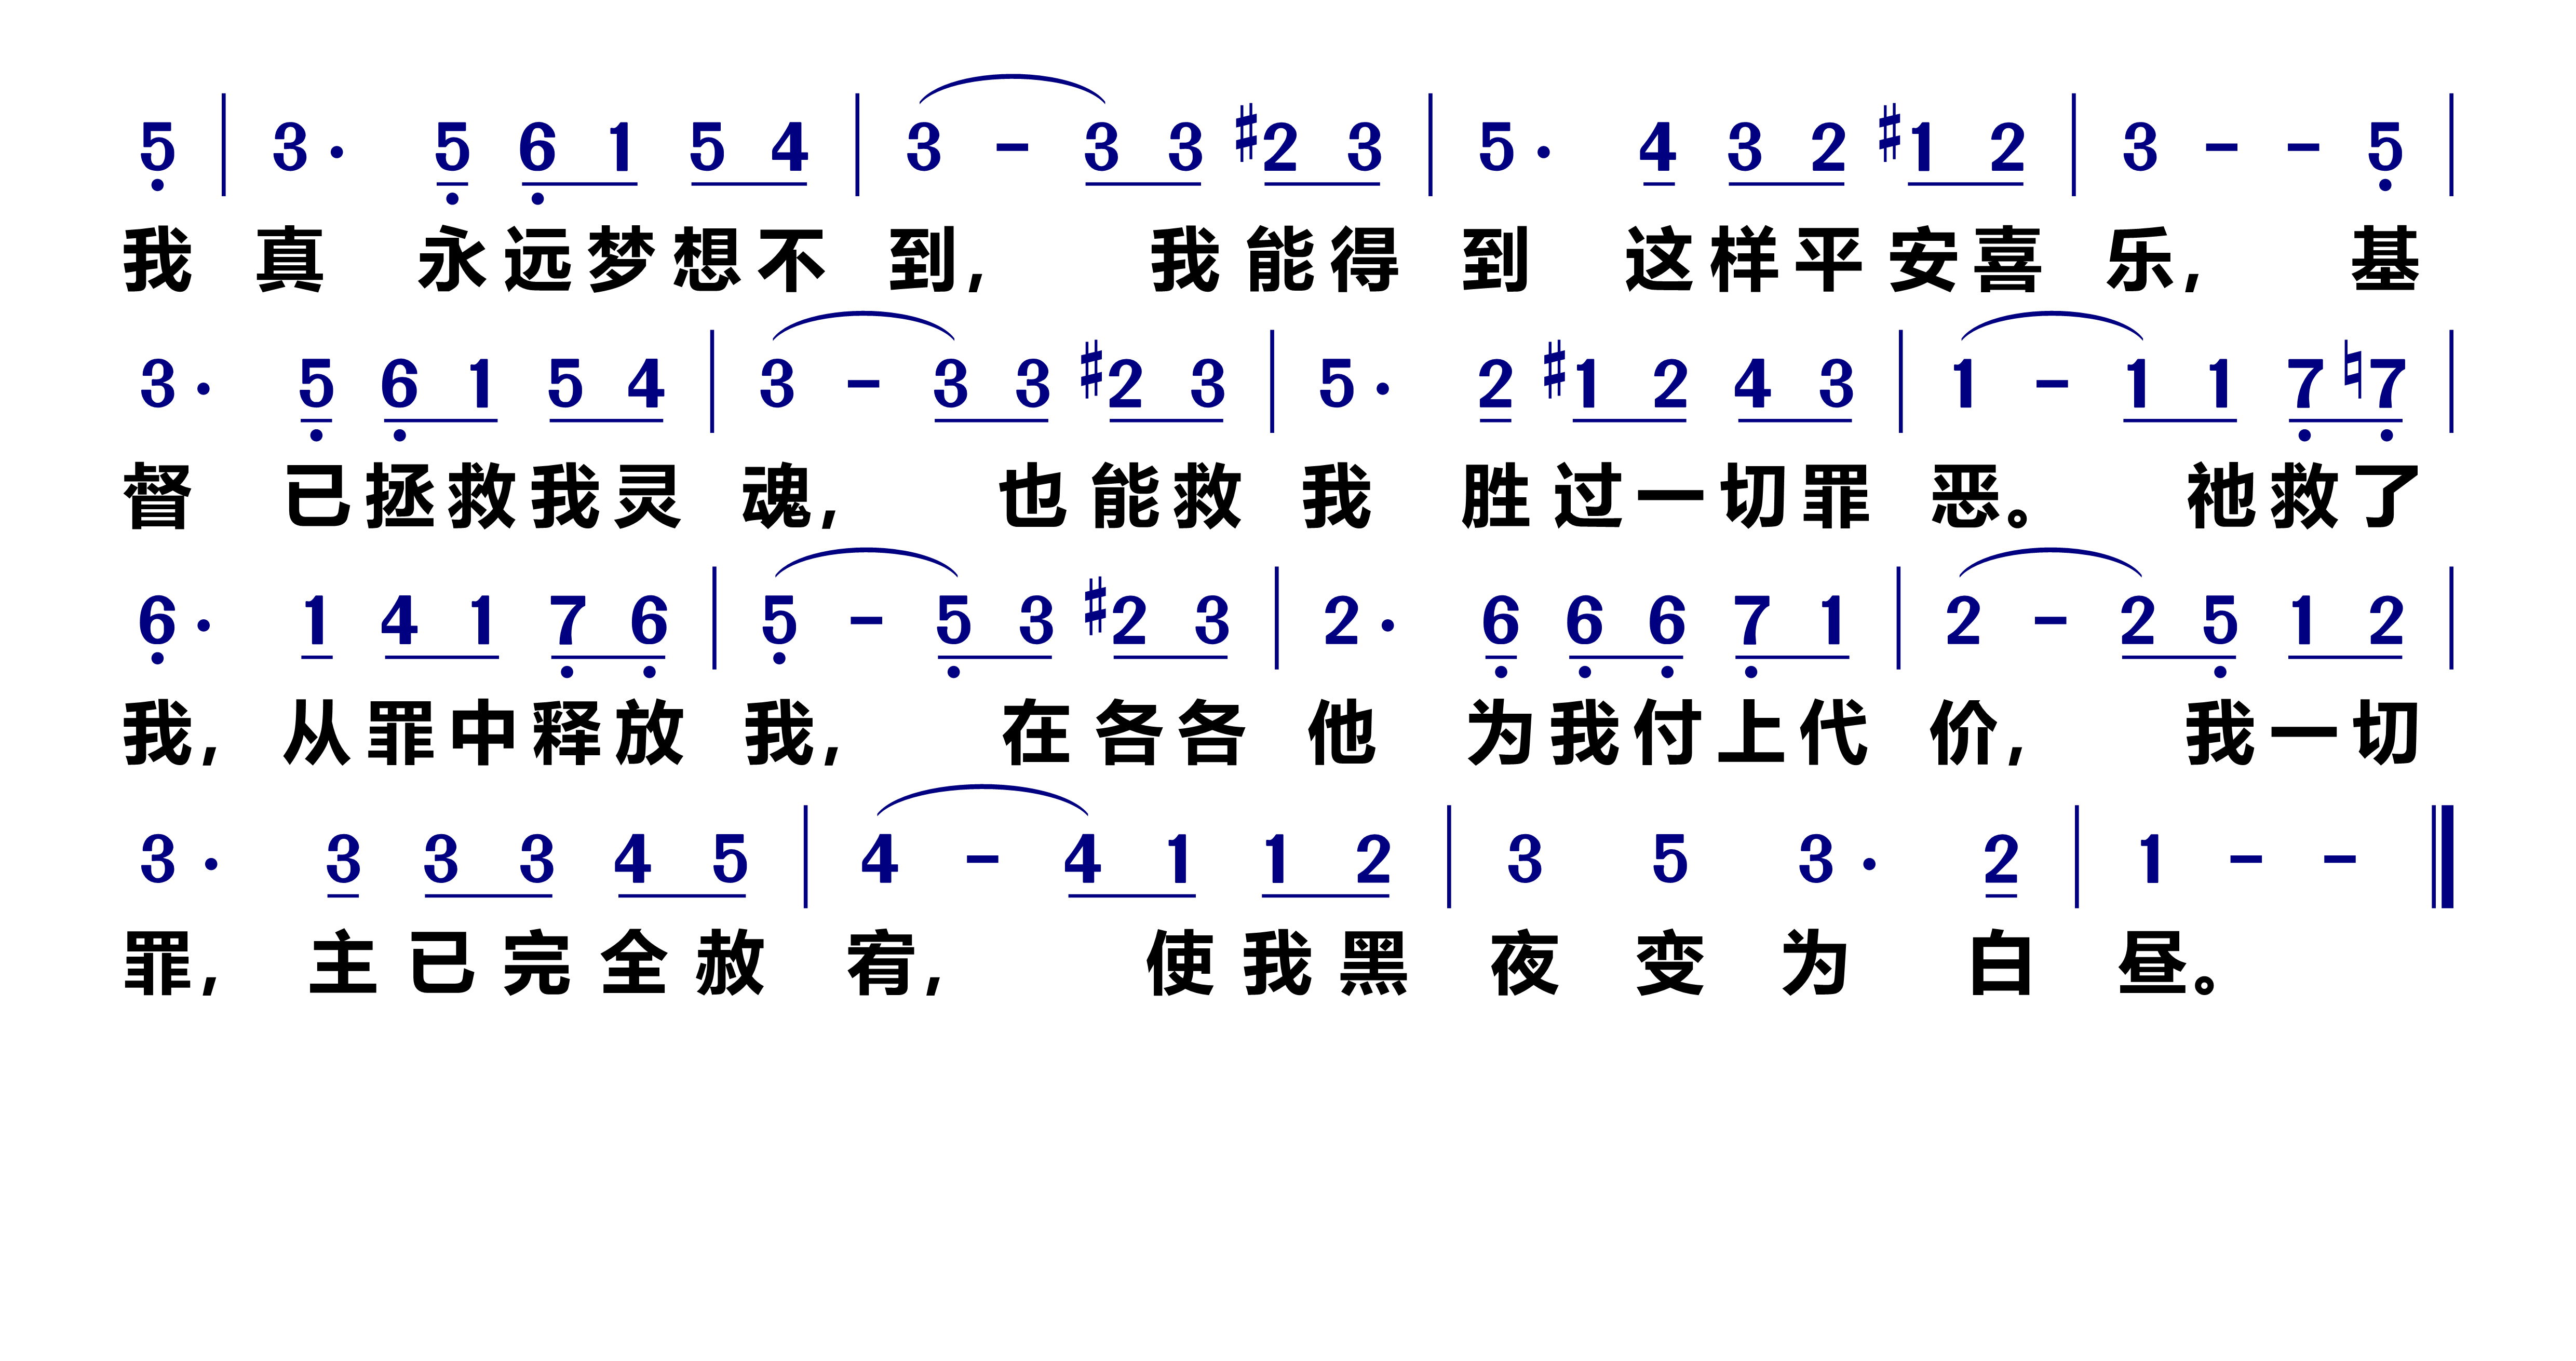 5 | 3· 5 6 1 5 4 | 3 - 3 3 #2 3 | 5· 4 3 2 #1 2 | 3 - - 5 |
我 真 永远梦想不 到, 我能得 到 这样平安喜 乐, 基
3· 5 6 1 5 4 | 3 - 3 3 #2 3 | 5· 2 #1 2 4 3 | 1 - 1 1 7 ♮7 |
督 已拯救我灵 魂, 也能救 我 胜过一切罪 恶。 祂救了
6· 1 4 1 7 6 | 5 - 5 3 #2 3 | 2· 6 6 6 7 1 | 2 - 2 5 1 2 |
我, 从罪中释放 我, 在各各 他 为我付上代 价, 我一切
3· 3 3 3 4 5 | 4 - 4 1 1 2 | 3 5 3· 2 | 1 - - ‖
罪, 主已完全赦 宥, 使我黑 夜 变 为 白 昼。